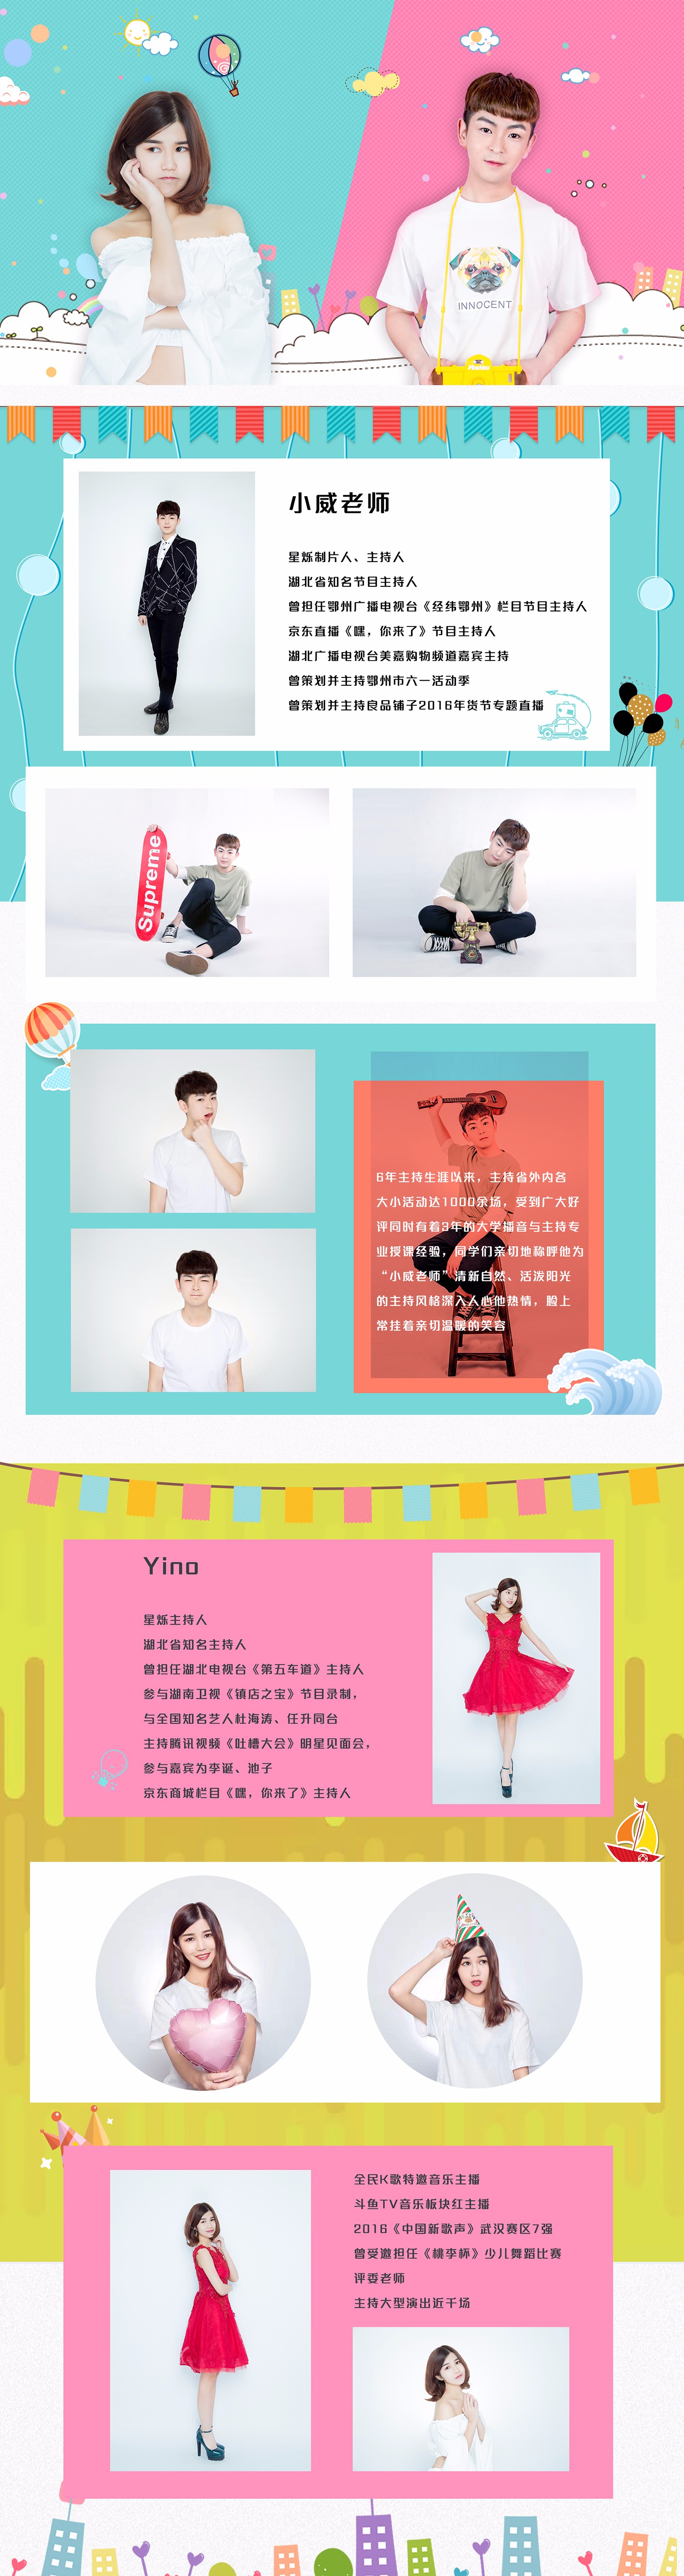 INNOCENT
小威老师
星烁制片人、主持人
湖北省知名节目主持人
曾担任鄂州广播电视台《经纬鄂州》栏目节目主持人
京东直播《嘿，你来了》节目主持人
湖北广播电视台美嘉购物频道嘉宾主持
曾策划并主持鄂州市六一活动季
曾策划并主持良品铺子2016年货节专题直播
Supreme
6年主持生涯以来，主持省外内各
大小活动达1000余场，受到广大好
评同时有着3年的大学播音与主持专
业授课经验，同学们亲切地称呼他为
“小威老师”清新自然、活泼阳光
的主持风格深入人心他热情，脸上
常挂着亲切温暖的笑容
Yino
星烁主持人
湖北省知名主持人
曾担任湖北电视台《第五车道》主持人
参与湖南卫视《镇店之宝》节目录制，
与全国知名艺人杜海涛、任升同台
主持腾讯视频《吐槽大会》明星见面会，
参与嘉宾为李诞、池子
京东商城栏目《嘿，你来了》主持人
全民K歌特邀音乐主播
斗鱼TV音乐板块红主播
2016《中国新歌声》武汉赛区7强
曾受邀担任《桃李杯》少儿舞蹈比赛
评委老师
主持大型演出近千场